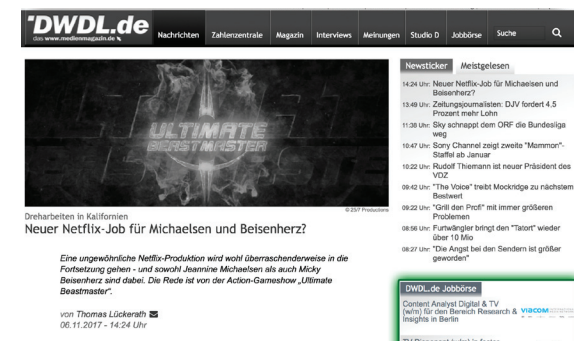 "DWDL.de
das www.medienmagazin.de
Nachrichten Zahlenzentrale Magazin Interviews Meinungen Studio D Jobbörse Suche
ULTIMATE
BEASTMASTER
© 25/7 Productions
Dreharbeiten in Kalifornien
Neuer Netflix-Job für Michaelsen und Beisenherz?
Eine ungewöhnliche Netflix-Produktion wird wohl überraschenderweise in die
Fortsetzung gehen - und sowohl Jeannine Michaelsen als auch Micky
Beisenherz sind dabei. Die Rede ist von der Action-Gameshow „Ultimate
Beastmaster“.
von Thomas Lückerath
06.11.2017 - 14:24 Uhr
Newsticker Meistgelesen
14:24 Uhr: Neuer Netflix-Job für Michaelsen und
Beisenherz?
13:49 Uhr: Zeitungsjournalisten: DJV fordert 4,5
Prozent mehr Lohn
11:38 Uhr: Sky schnappt dem ORF die Bundesliga
weg
10:47 Uhr: Sony Channel zeigt zweite "Mammon"-
Staffel ab Januar
10:22 Uhr: Rudolf Thiemann ist neuer Präsident des
VDZ
09:42 Uhr: "The Voice" treibt Mockridge zu nächstem
Bestwert
09:22 Uhr: "Grill den Profi" mit immer größeren
Problemen
08:56 Uhr: Furtwängler bringt den "Tatort" wieder
über 10 Mio
08:27 Uhr: "Die Angst bei den Sendern ist größer
geworden"
DWDL.de Jobbörse
Content Analyst Digital & TV
(w/m) für den Bereich Research & VIACOM
Insights in Berlin